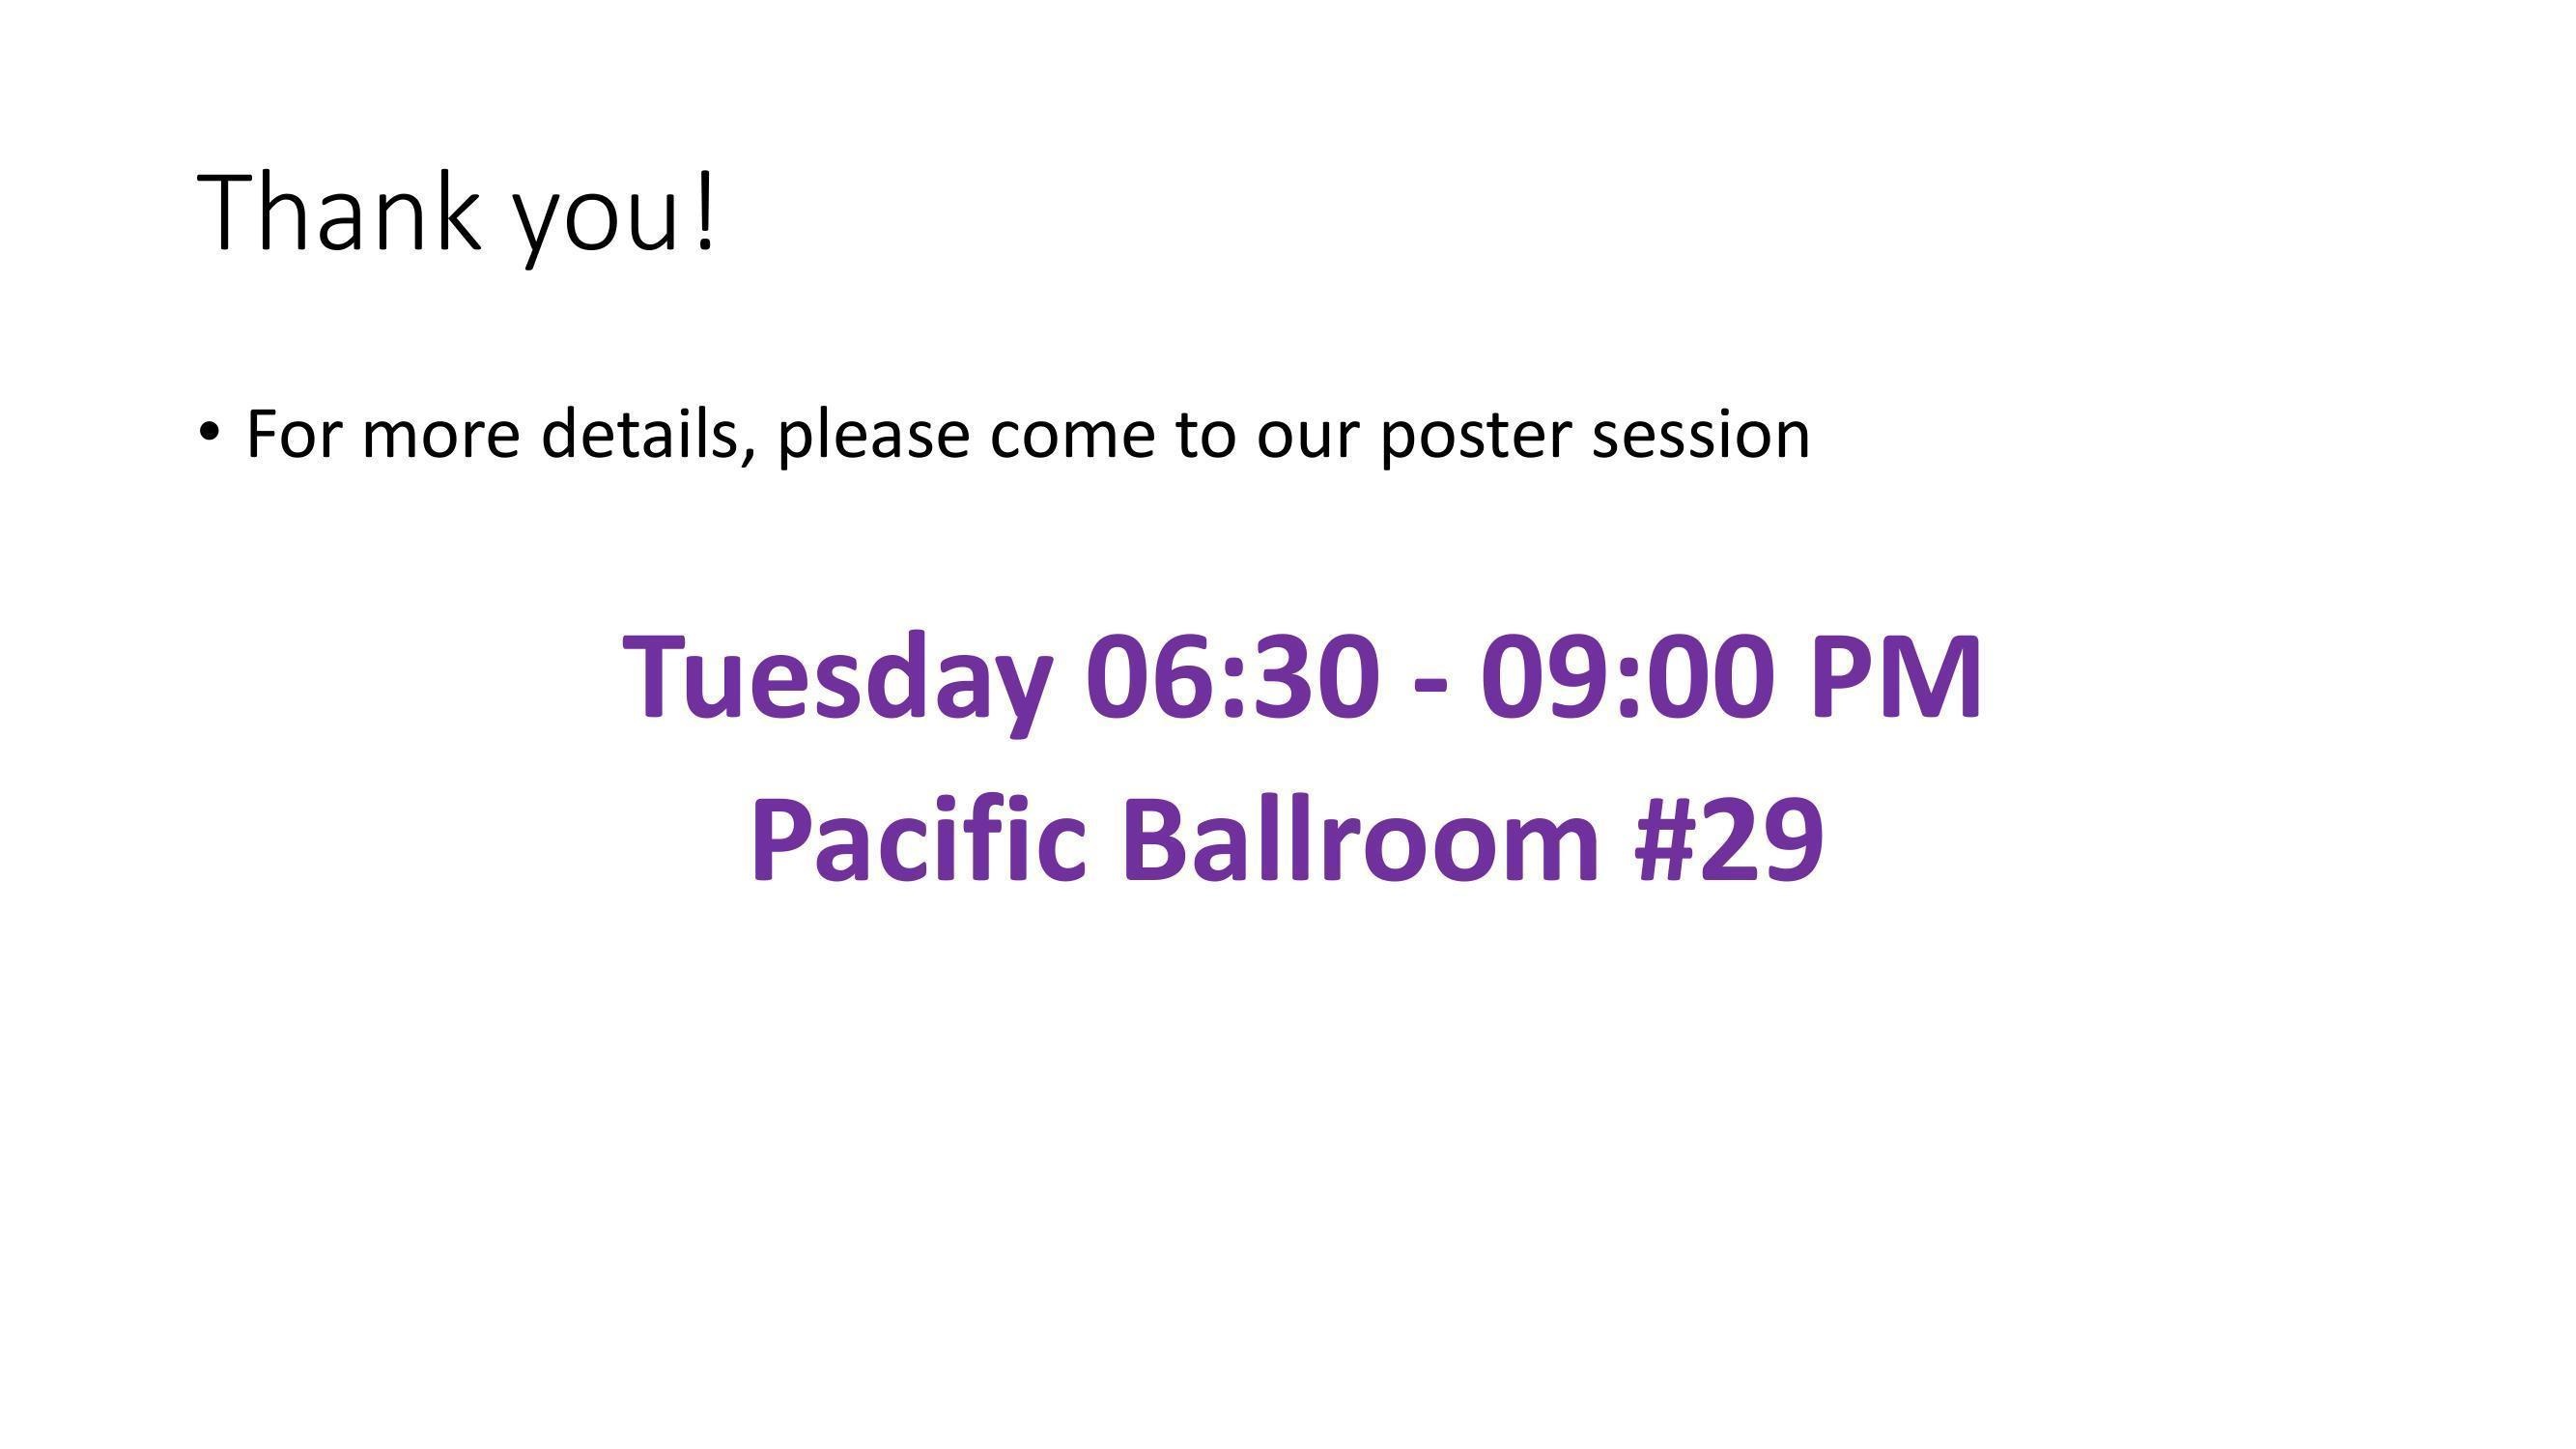 Thank you!
• For more details, please come to our poster session
Tuesday 06:30 - 09:00 PM
Pacific Ballroom #29